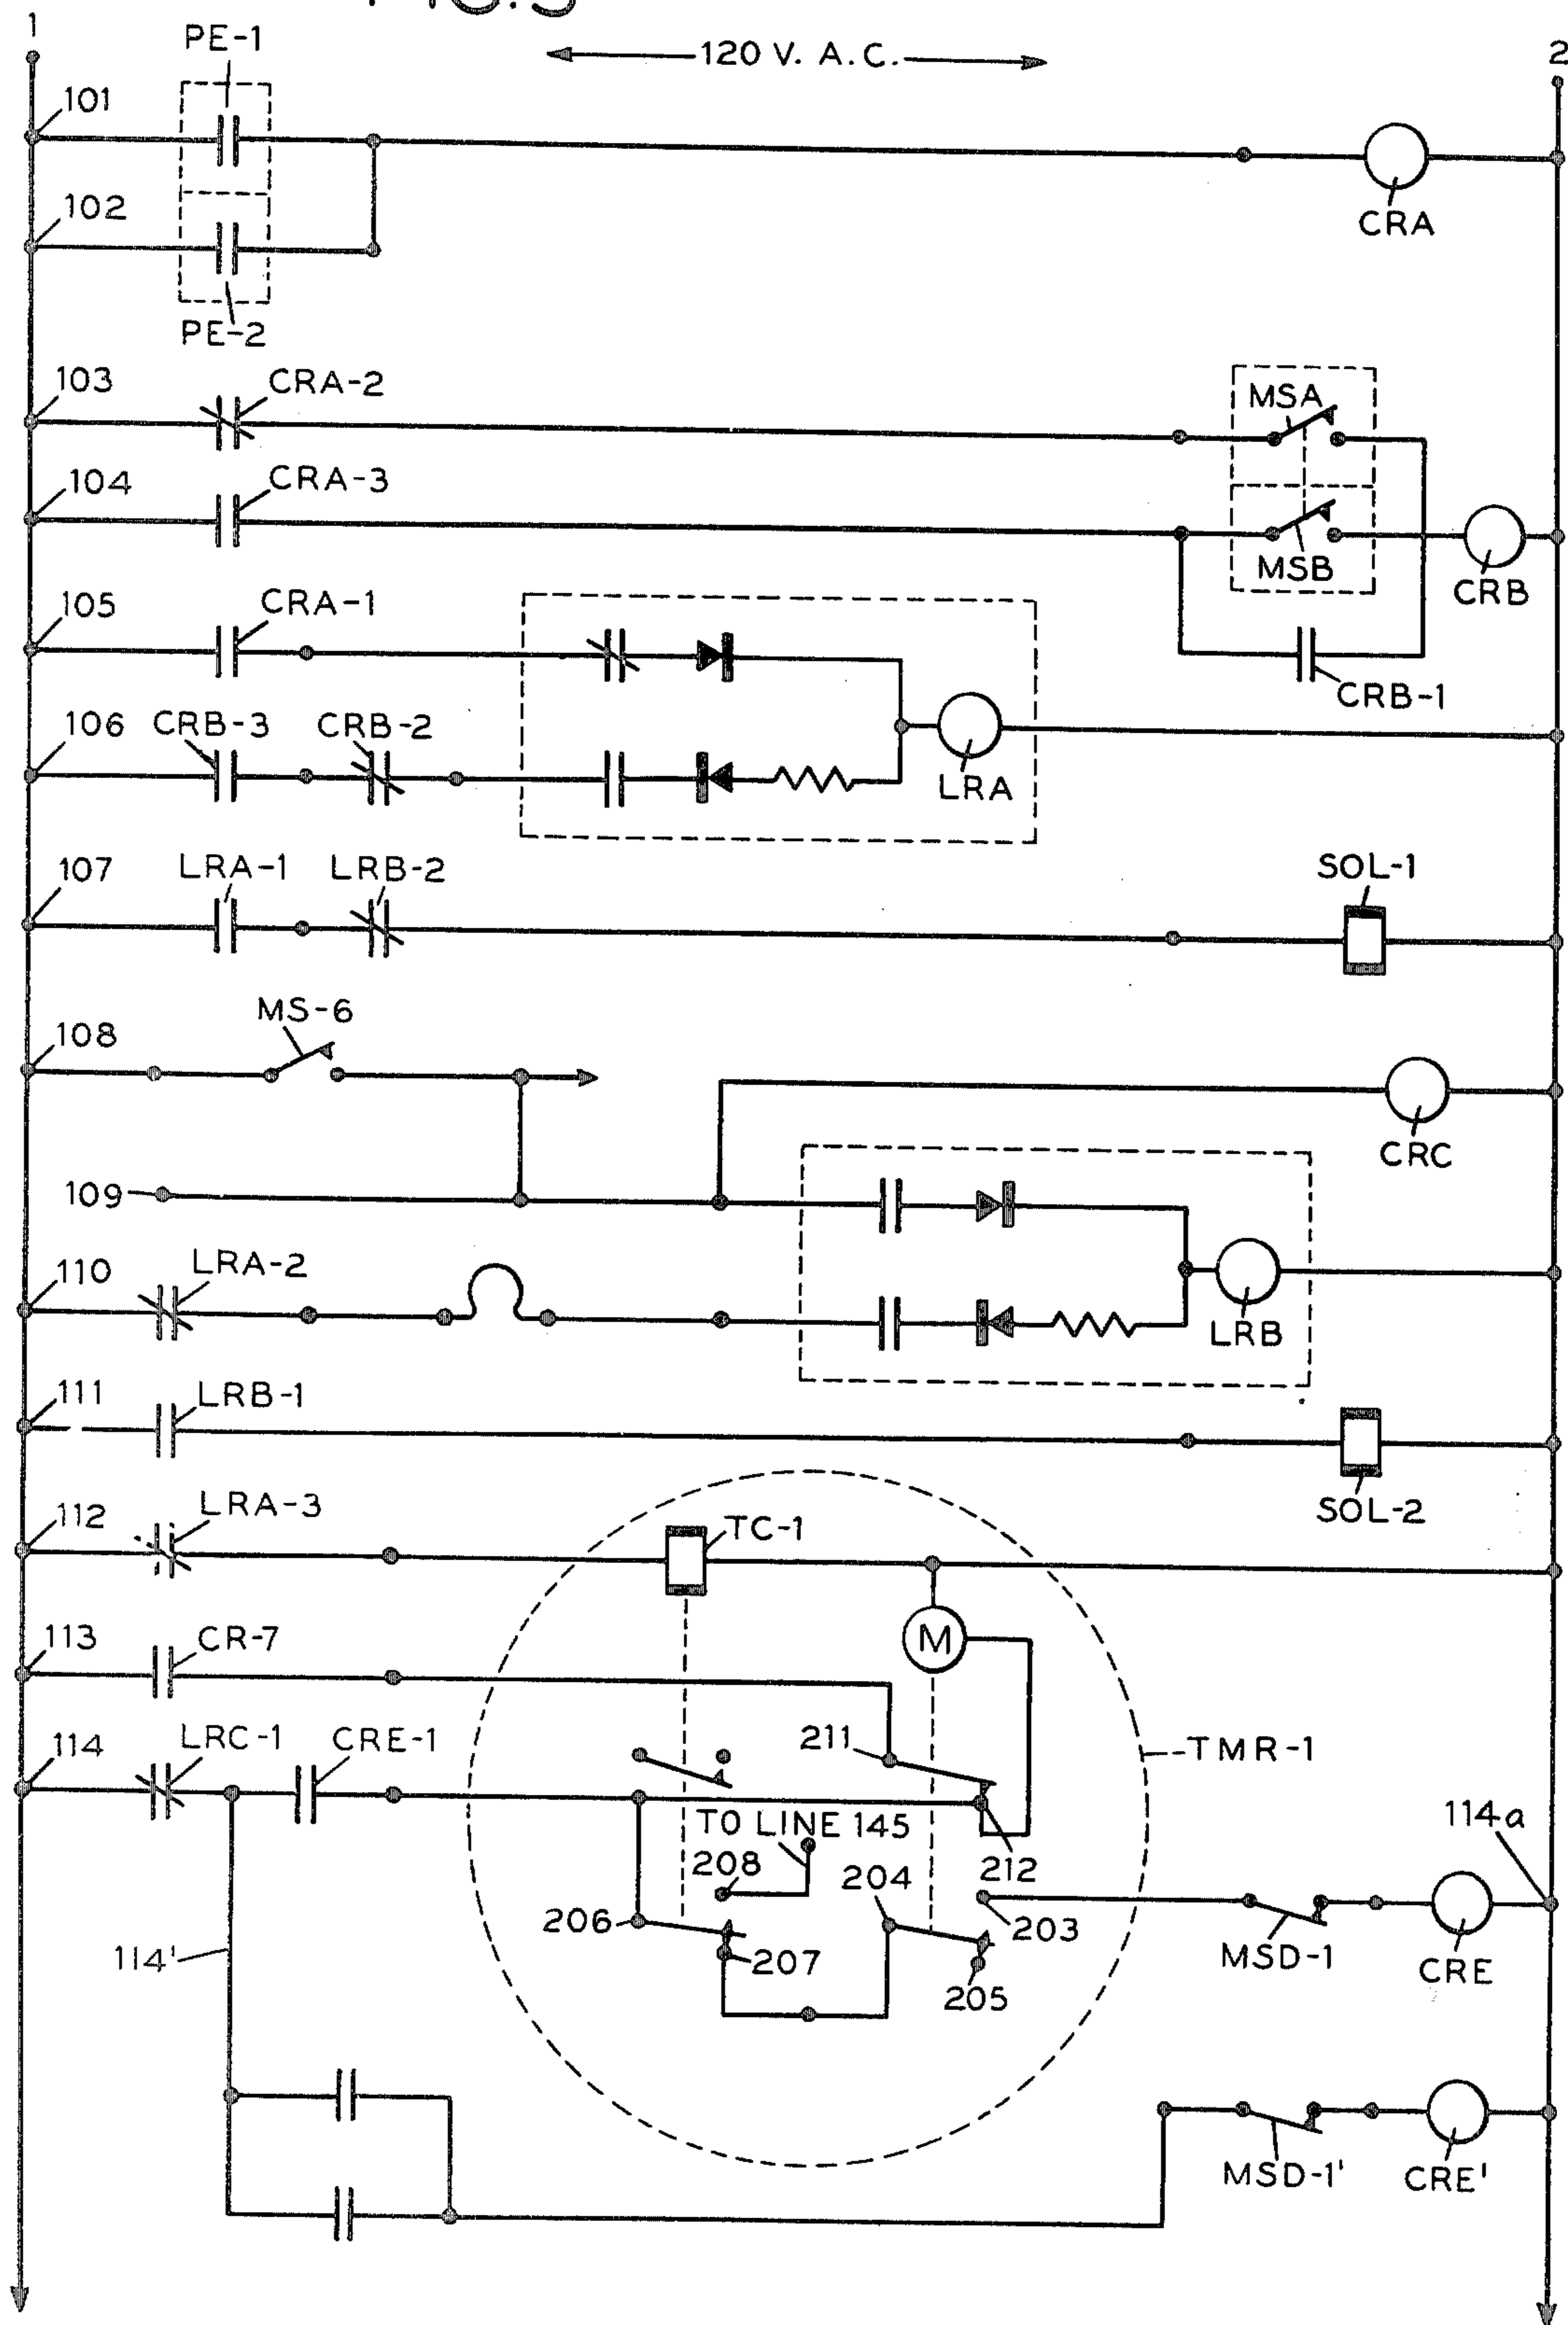 FIG. 5
1
PE-1
120 V. A.C.
2
101
102
CRA
PE-2
103
CRA-2
MSA
104
CRA-3
MSB
CRB
105
CRA-1
CRB-1
106
CRB-3
CRB-2
LRA
107
LRA-1
LRB-2
SOL-1
108
MS-6
CRC
109
110
LRA-2
LRB
111
LRB-1
SOL-2
112
LRA-3
TC-1
113
CR-7
M
114
LRC-1
CRE-1
211
TMR-1
TO LINE 145
114a
208
204
212
206
203
114'
207
205
MSD-1
CRE
MSD-1'
CRE'